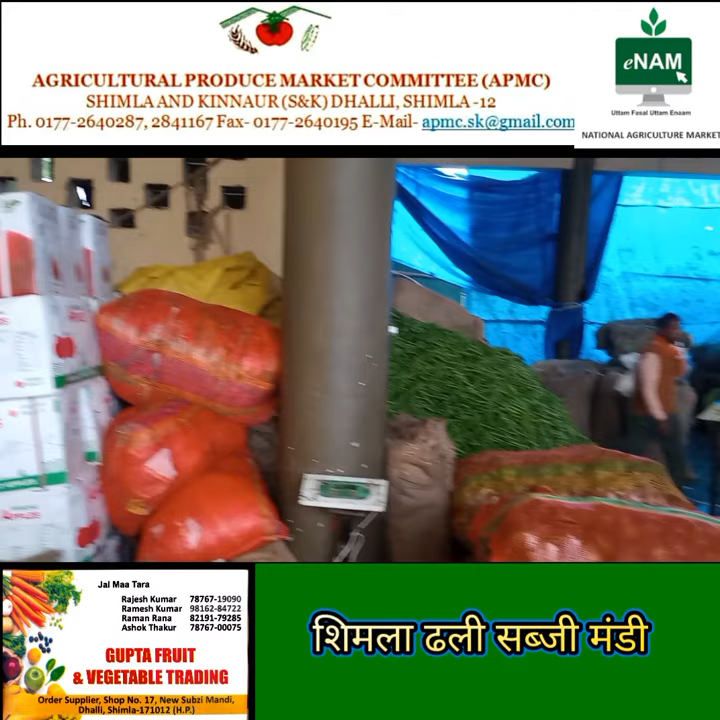 AGRICULTURAL PRODUCE MARKET COMMITTEE (APMC)
SHIMLA AND KINNAUR (S&K) DHALLI, SHIMLA -12
Ph. 0177-2640287, 2841167 Fax- 0177-2640195 E-Mail- apmc.sk@gmail.com
eNAM
Uttam Fasal Uttam Enaam
NATIONAL AGRICULTURE MARKET
Jai Maa Tara
Rajesh Kumar 78767-19090
Ramesh Kumar 98162-84722
Raman Rana 82191-79285
Ashok Thakur 78767-00075
GUPTA FRUIT
& VEGETABLE TRADING
Order Supplier, Shop No. 17, New Subzi Mandi,
Dhalli, Shimla-171012 (H.P.)
शिमला ढली सब्जी मंडी